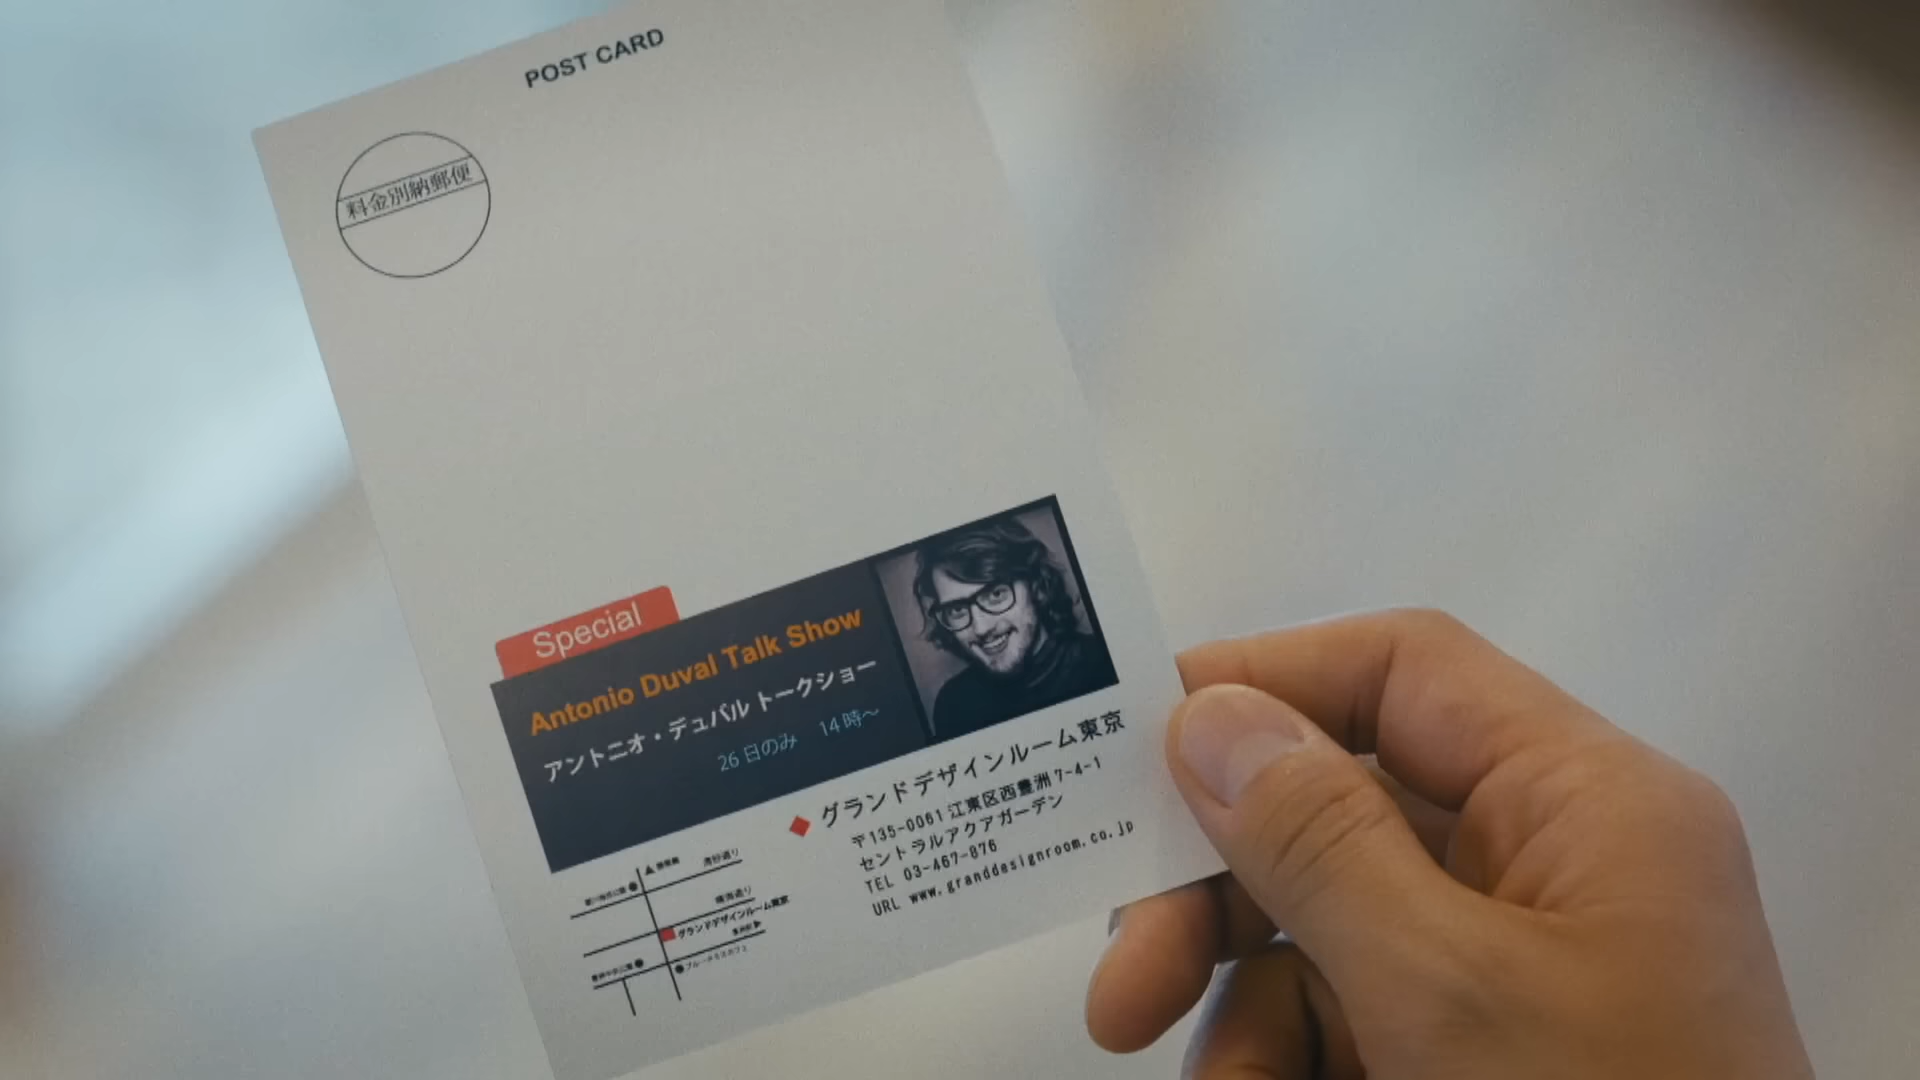 POST CARD
料金別納郵便
Special
Antonio Duval Talk Show
アントニオ・デュバル トークショー
26日のみ 14時～
グランドデザインルーム東京
〒135-0061 江東区西豊洲7-4-1
セントラルアクアガーデン
TEL 03-467-876
URL www.granddesignroom.co.jp
晴海通り
グランドデザインルーム東京